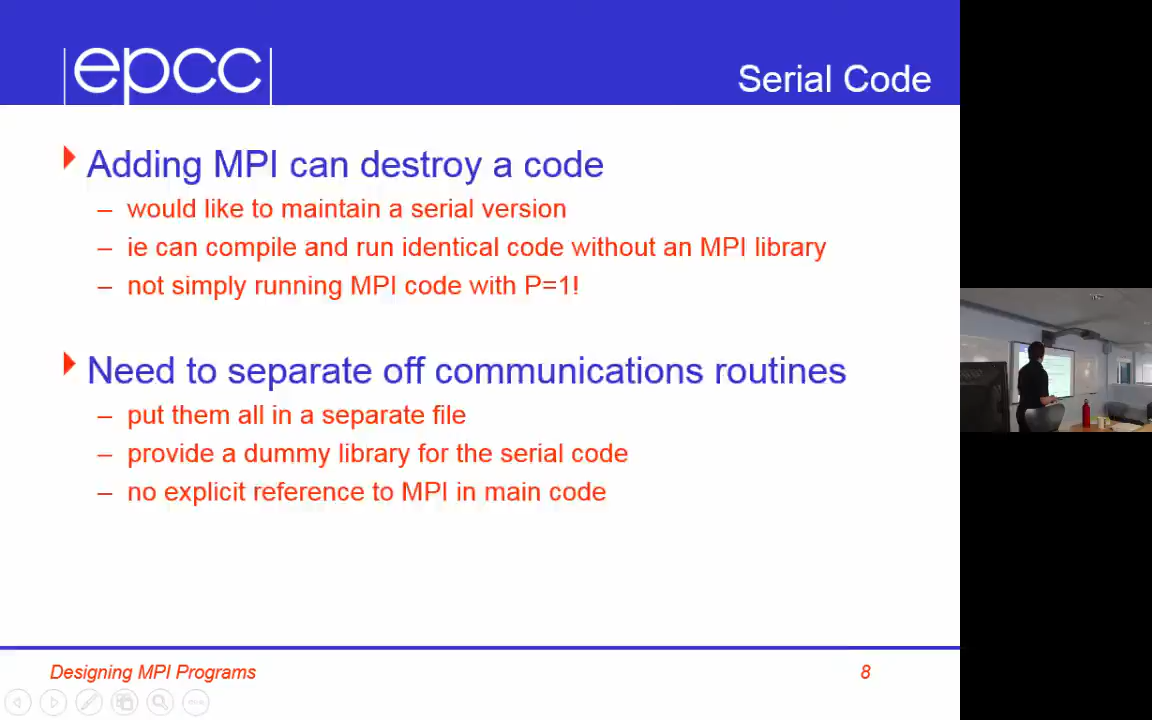 epcc
Serial Code
Adding MPI can destroy a code
– would like to maintain a serial version
– ie can compile and run identical code without an MPI library
– not simply running MPI code with P=1!
Need to separate off communications routines
– put them all in a separate file
– provide a dummy library for the serial code
– no explicit reference to MPI in main code
Designing MPI Programs
8